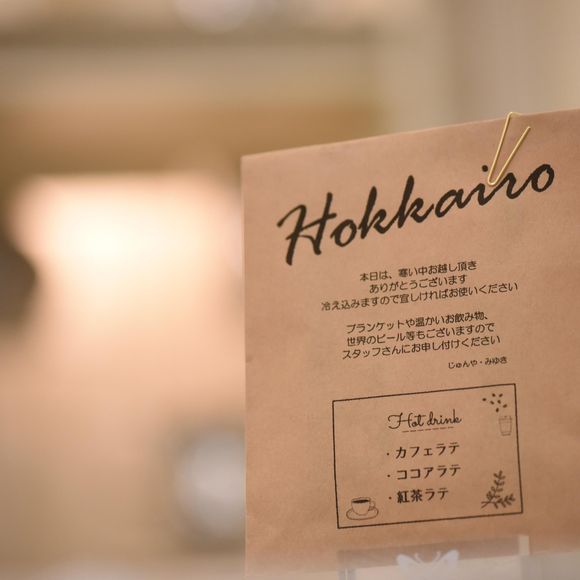 Hokkairo
本日は、寒い中お越し頂き
ありがとうございます
冷え込みますので宜しければお使いください
ブランケットや温かいお飲み物、
世界のビール等もございますので
スタッフさんにお申し付けください
じゅんや・みゆき
Hot drink
・カフェラテ
・ココアラテ
・紅茶ラテ